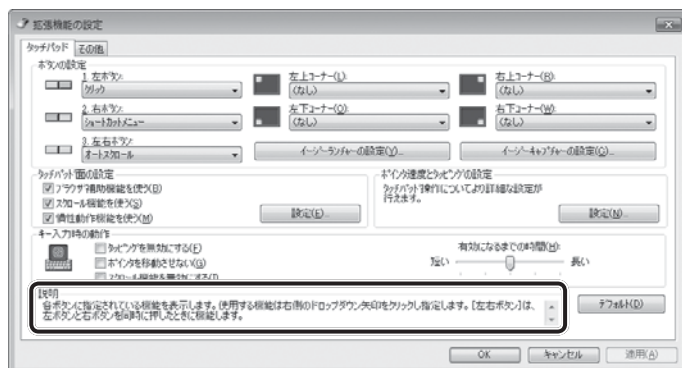 拡張機能の設定
タッチパッド その他
ボタンの設定
1. 左ボタン:
クリック
2. 右ボタン:
ショートカットメニュー
3. 左右ボタン:
オートスクロール
左上コーナー(L):
(なし)
左下コーナー(O):
(なし)
右上コーナー(R):
(なし)
右下コーナー(W):
(なし)
イージーランチャーの設定(Y)...
イージーキャプチャーの設定(G)...
タッチパッド面の設定
ブラウザ補助機能を使う(B)
スクロール機能を使う(S)
慣性動作機能を使う(M)
設定(E)...
ポインタ速度とタッピングの設定
タッチパッド操作についてより詳細な設定が
行えます。
設定(N)...
キー入力時の動作
タッピングを無効にする(F)
ポインタを移動させない(G)
スクロール機能を無効にする(T)
有効になるまでの時間(H):
短い 長い
説明
各ボタンに指定されている機能を表示します。使用する機能は右側のドロップダウン矢印をクリックし指定します。[左右ボタン]は、
左ボタンと右ボタンを同時に押したときに機能します。
デフォルト(D)
OK キャンセル 適用(A)